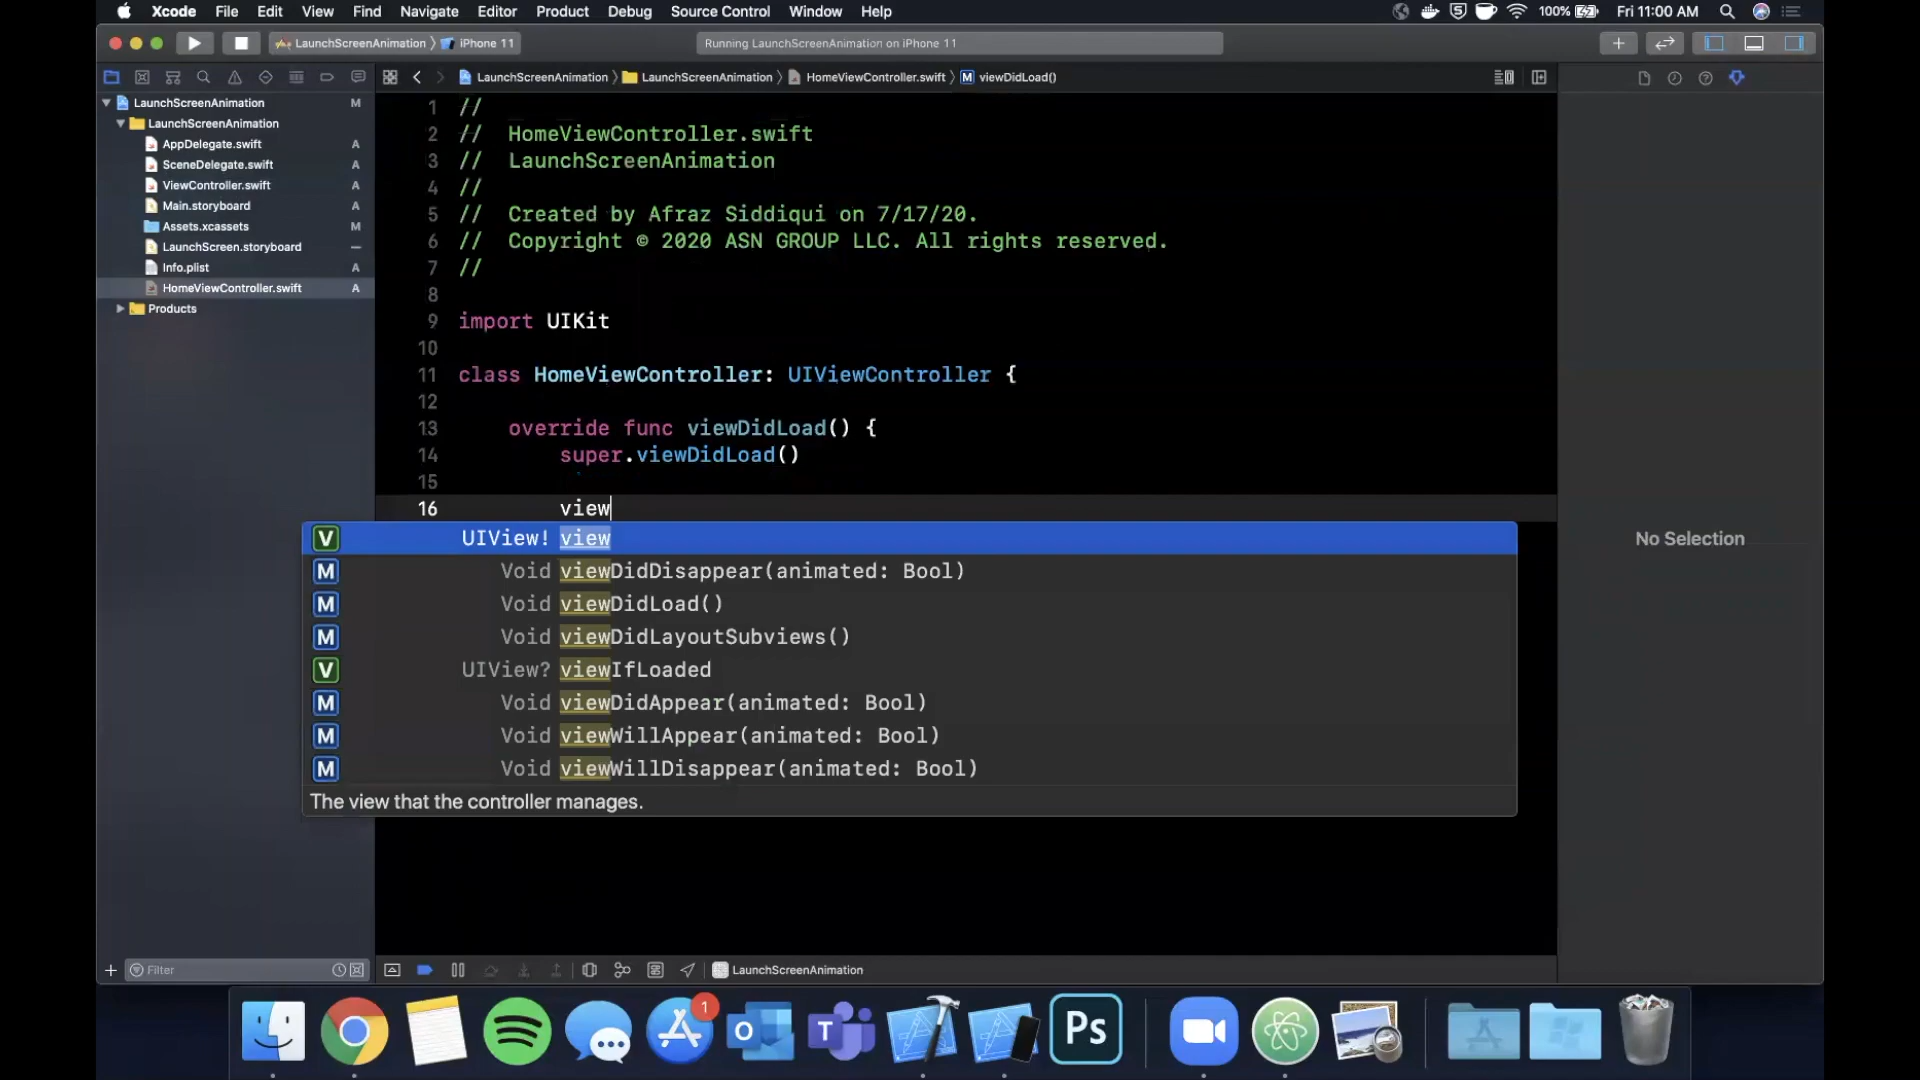 Xcode File Edit View Find Navigate Editor Product Debug Source Control Window Help 100% Fri 11:00 AM
LaunchScreenAnimation iPhone 11 Running LaunchScreenAnimation on iPhone 11
LaunchScreenAnimation LaunchScreenAnimation HomeViewController.swift M viewDidLoad()
LaunchScreenAnimation M
LaunchScreenAnimation
AppDelegate.swift A
SceneDelegate.swift A
ViewController.swift A
Main.storyboard A
Assets.xcassets M
LaunchScreen.storyboard —
Info.plist A
HomeViewController.swift A
Products
1 //
2 // HomeViewController.swift
3 // LaunchScreenAnimation
4 //
5 // Created by Afraz Siddiqui on 7/17/20.
6 // Copyright © 2020 ASN GROUP LLC. All rights reserved.
7 //
8
9 import UIKit
10
11 class HomeViewController: UIViewController {
12
13 override func viewDidLoad() {
14 super.viewDidLoad()
15
16 view
V UIView! view
M Void viewDidDisappear(animated: Bool)
M Void viewDidLoad()
M Void viewDidLayoutSubviews()
V UIView? viewIfLoaded
M Void viewDidAppear(animated: Bool)
M Void viewWillAppear(animated: Bool)
M Void viewWillDisappear(animated: Bool)
The view that the controller manages.
No Selection
Filter
LaunchScreenAnimation
1
Ps